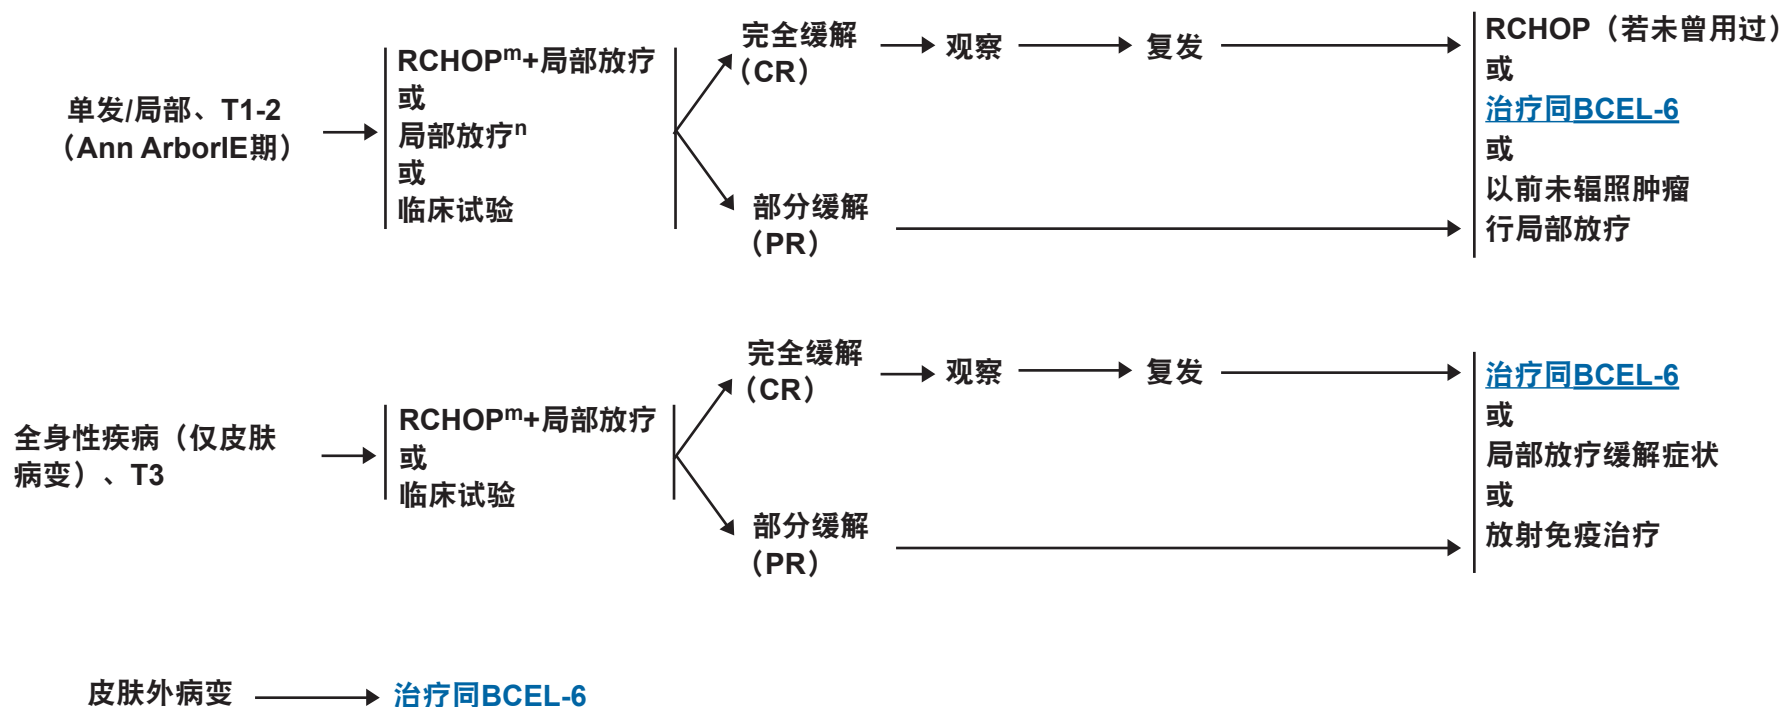 单发/局部、T1-2
（Ann ArborIE期）
RCHOPᵐ+局部放疗
或
局部放疗ⁿ
或
临床试验
完全缓解
（CR）
观察
复发
部分缓解
（PR）
RCHOP（若未曾用过）
或
治疗同BCEL-6
或
以前未辐照肿瘤
行局部放疗
全身性疾病（仅皮肤
病变）、T3
RCHOPᵐ+局部放疗
或
临床试验
完全缓解
（CR）
观察
复发
部分缓解
（PR）
治疗同BCEL-6
或
局部放疗缓解症状
或
放射免疫治疗
皮肤外病变
治疗同BCEL-6